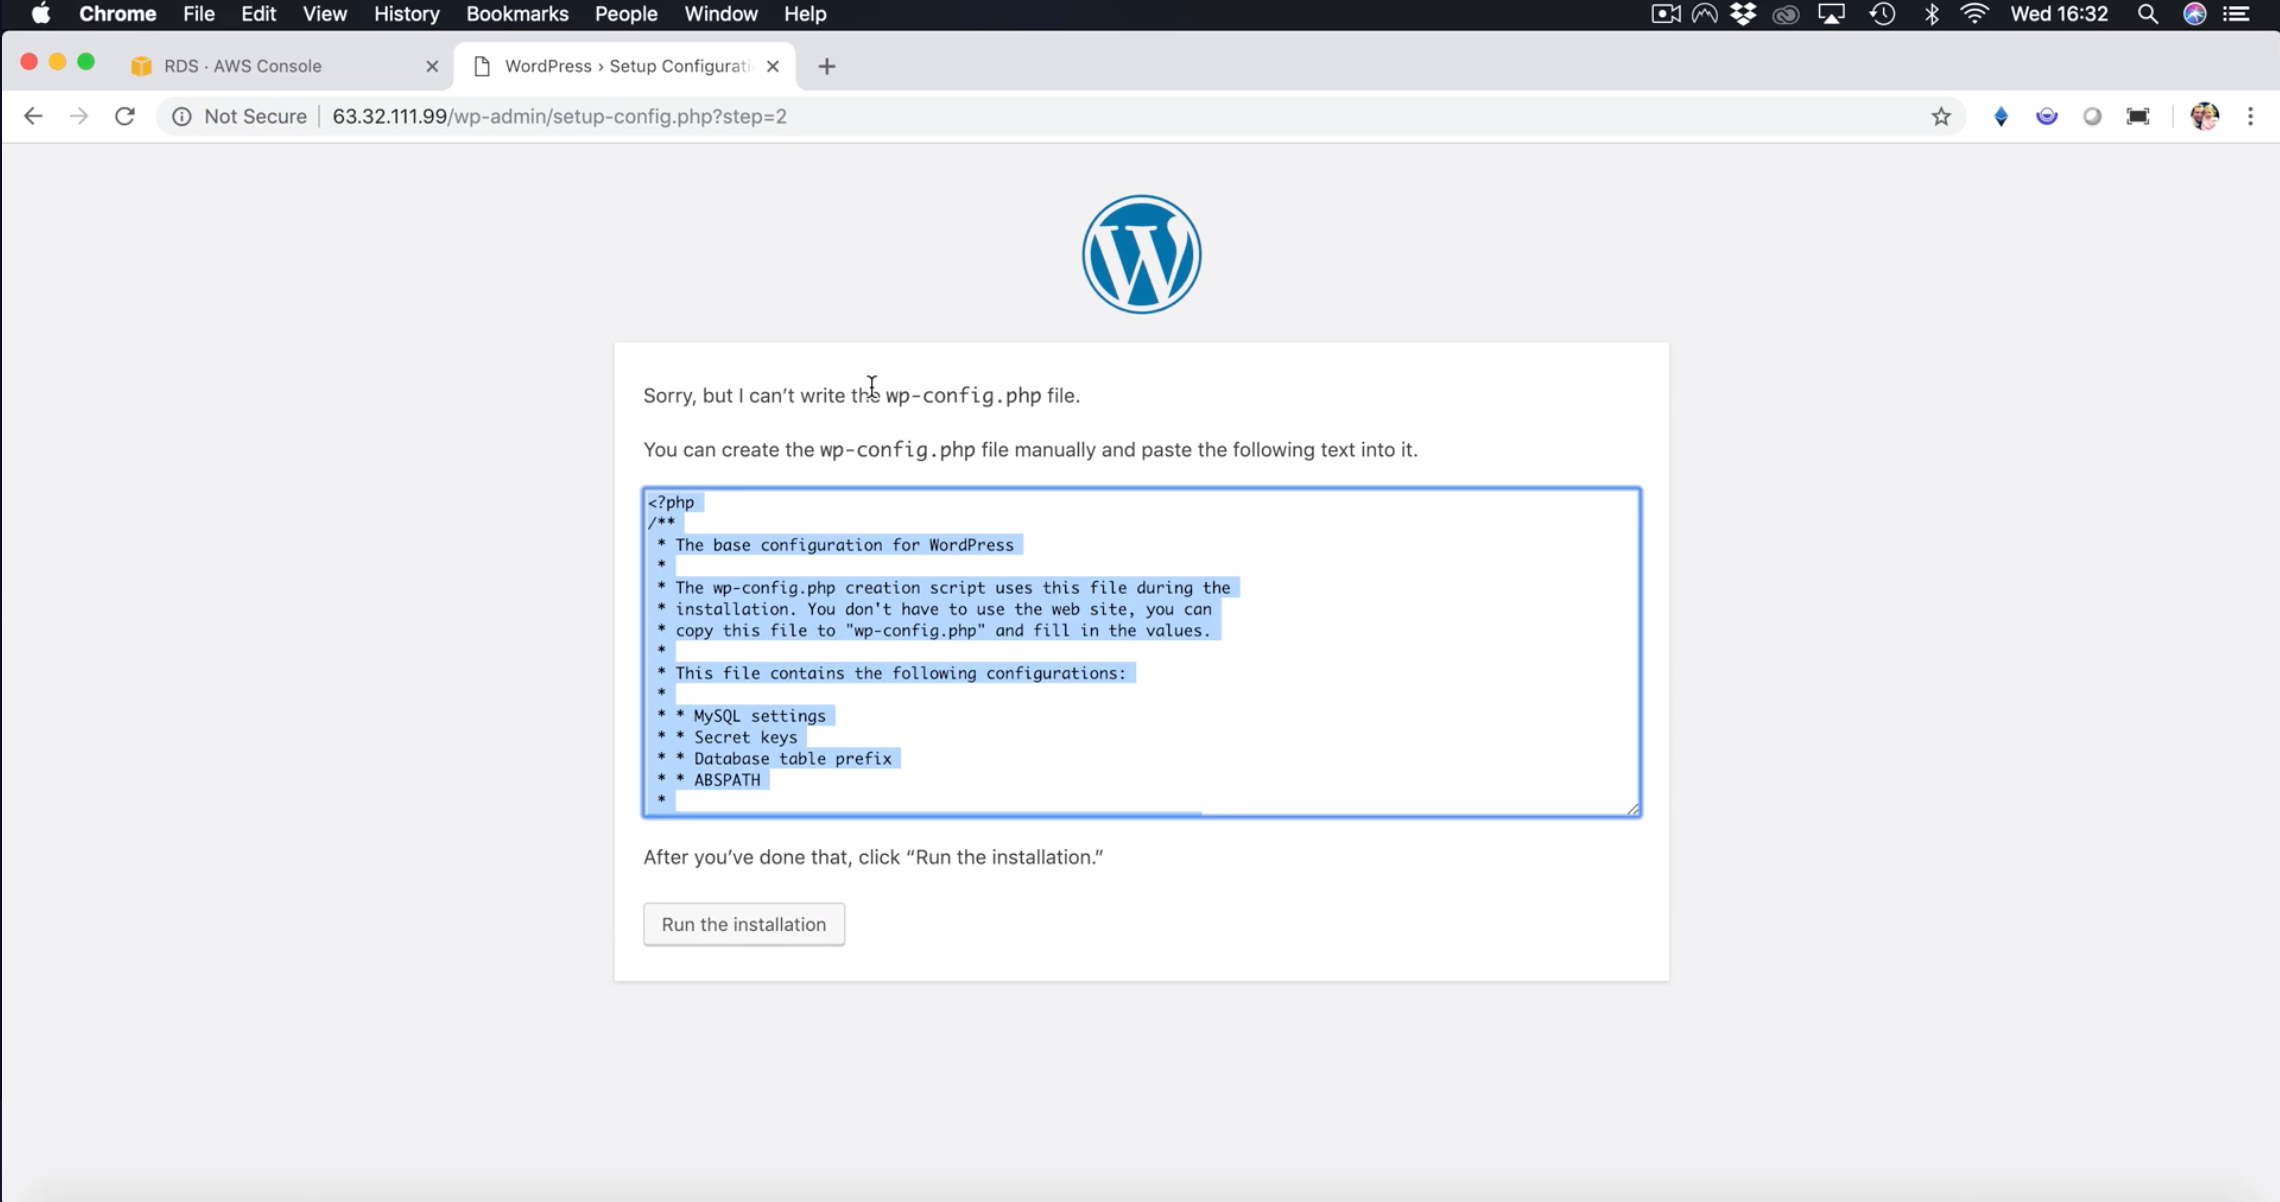 Chrome File Edit View History Bookmarks People Window Help Wed 16:32
RDS · AWS Console WordPress › Setup Configurati
Not Secure 63.32.111.99/wp-admin/setup-config.php?step=2
Sorry, but I can’t write the wp-config.php file.
You can create the wp-config.php file manually and paste the following text into it.
<?php
/**
* The base configuration for WordPress
*
* The wp-config.php creation script uses this file during the
* installation. You don't have to use the web site, you can
* copy this file to "wp-config.php" and fill in the values.
*
* This file contains the following configurations:
*
* * MySQL settings
* * Secret keys
* * Database table prefix
* * ABSPATH
*
After you’ve done that, click “Run the installation.”
Run the installation